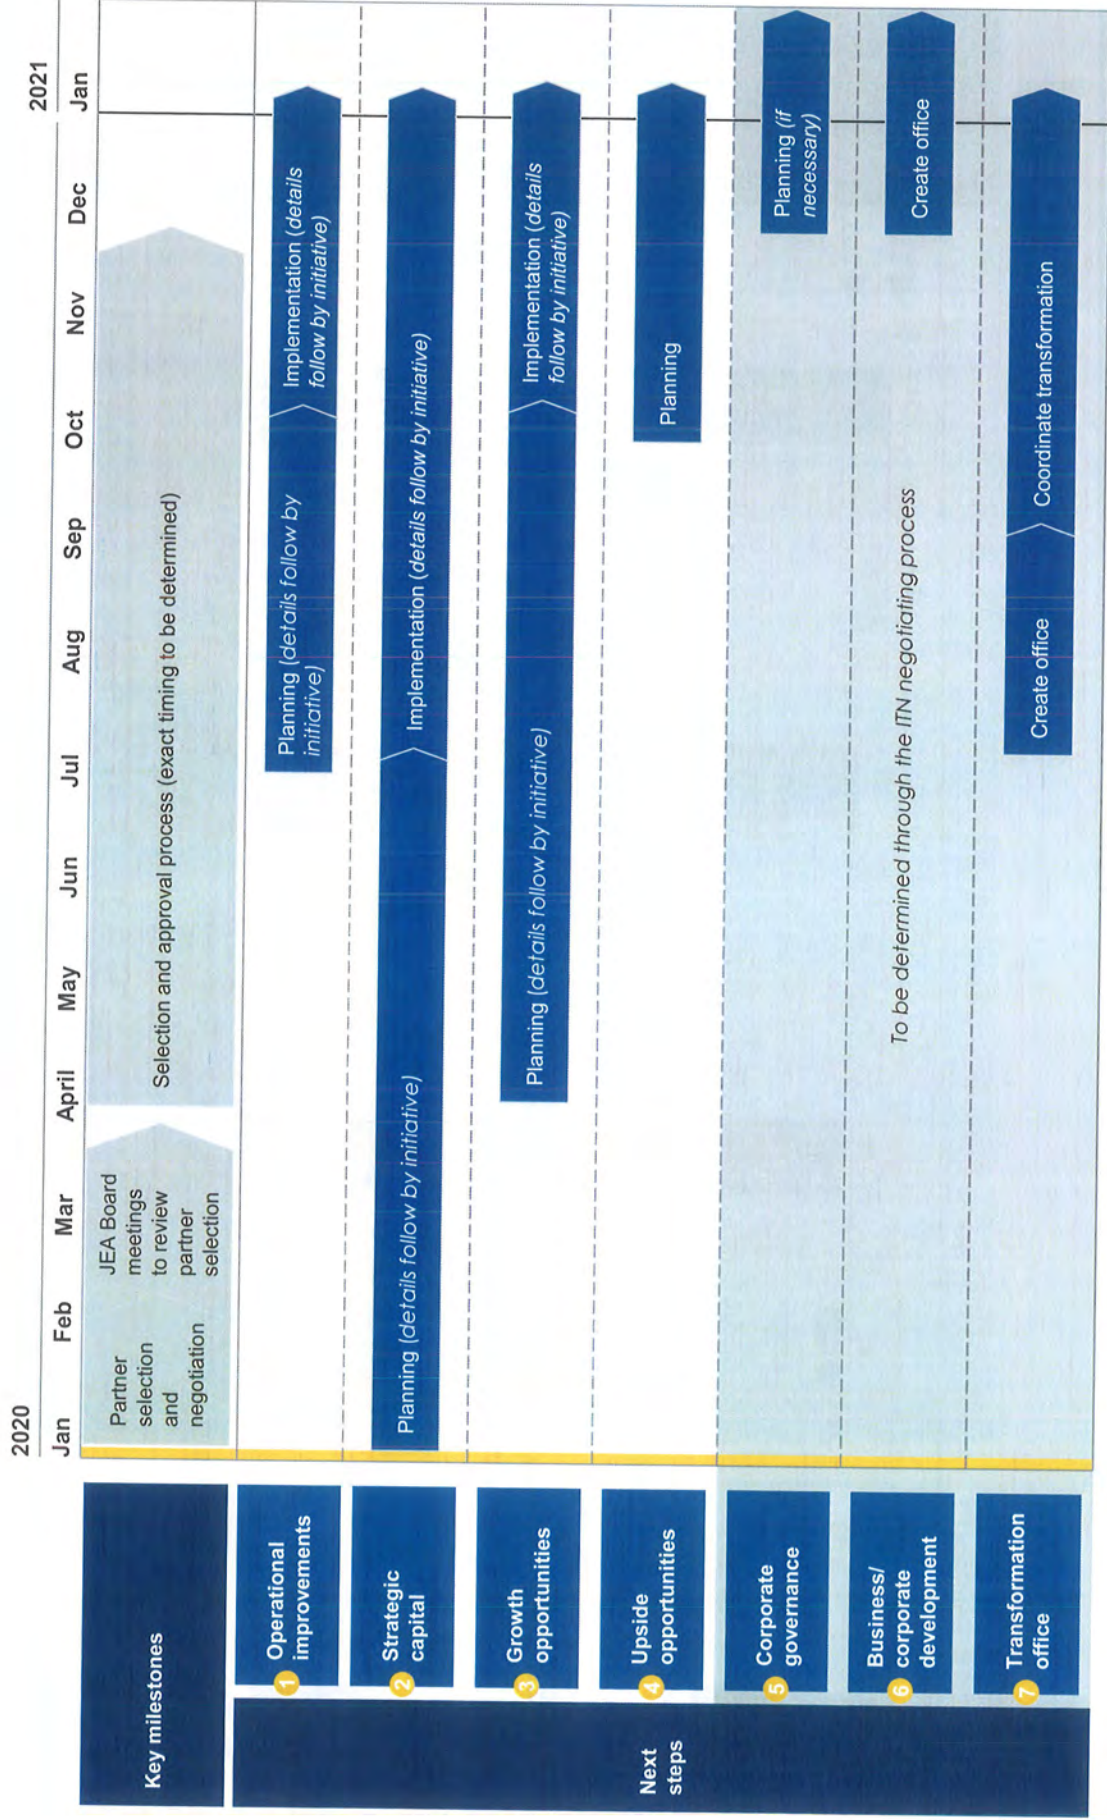 2020
2021
Jan
Feb
Mar
April
May
Jun
Jul
Aug
Sep
Oct
Nov
Dec
Jan
Key milestones
Partner
selection
and
negotiation
JEA Board
meetings
to review
partner
selection
Selection and approval process (exact timing to be determined)
Next
steps
1
Operational
improvements
Planning (details follow by
initiative)
Implementation (details
follow by initiative)
2
Strategic
capital
Planning (details follow by initiative)
Implementation (details follow by initiative)
3
Growth
opportunities
Planning (details follow by initiative)
Implementation (details
follow by initiative)
4
Upside
opportunities
Planning
5
Corporate
governance
Planning (if
necessary)
6
Business/
corporate
development
To be determined through the ITN negotiating process
Create office
7
Transformation
office
Create office
Coordinate transformation